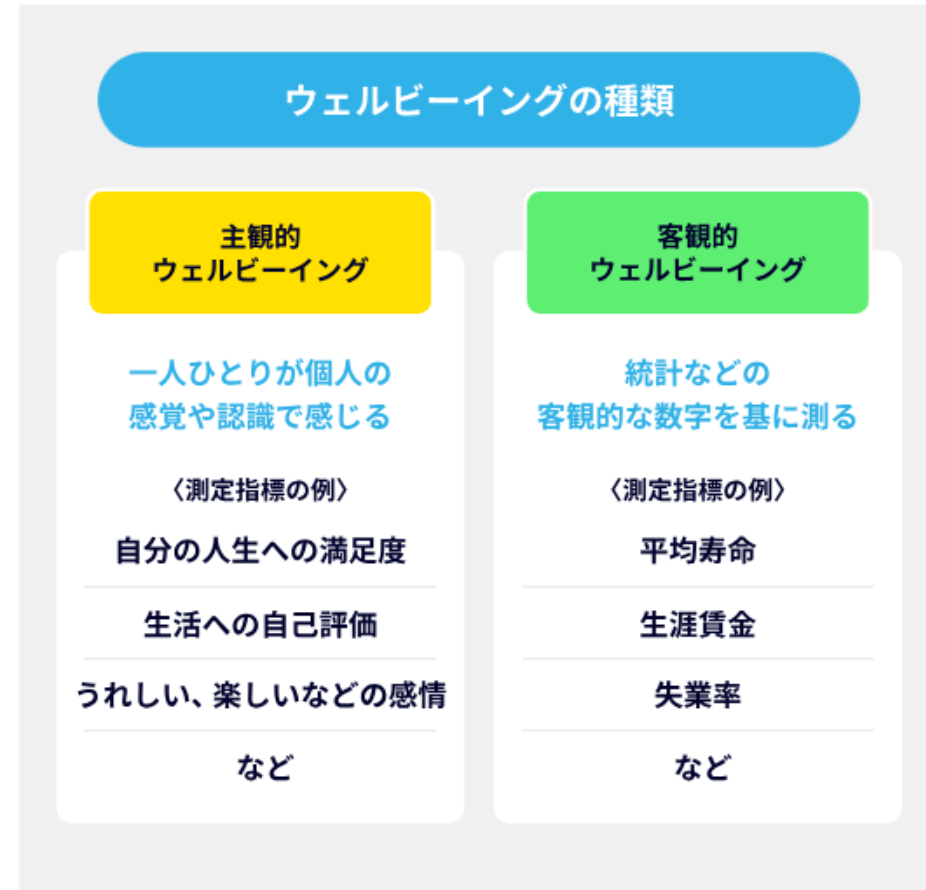 ウェルビーイングの種類
主観的
ウェルビーイング
一人ひとりが個人の
感覚や認識で感じる
〈測定指標の例〉
自分の人生への満足度
生活への自己評価
うれしい、楽しいなどの感情
など
客観的
ウェルビーイング
統計などの
客観的な数字を基に測る
〈測定指標の例〉
平均寿命
生涯賃金
失業率
など